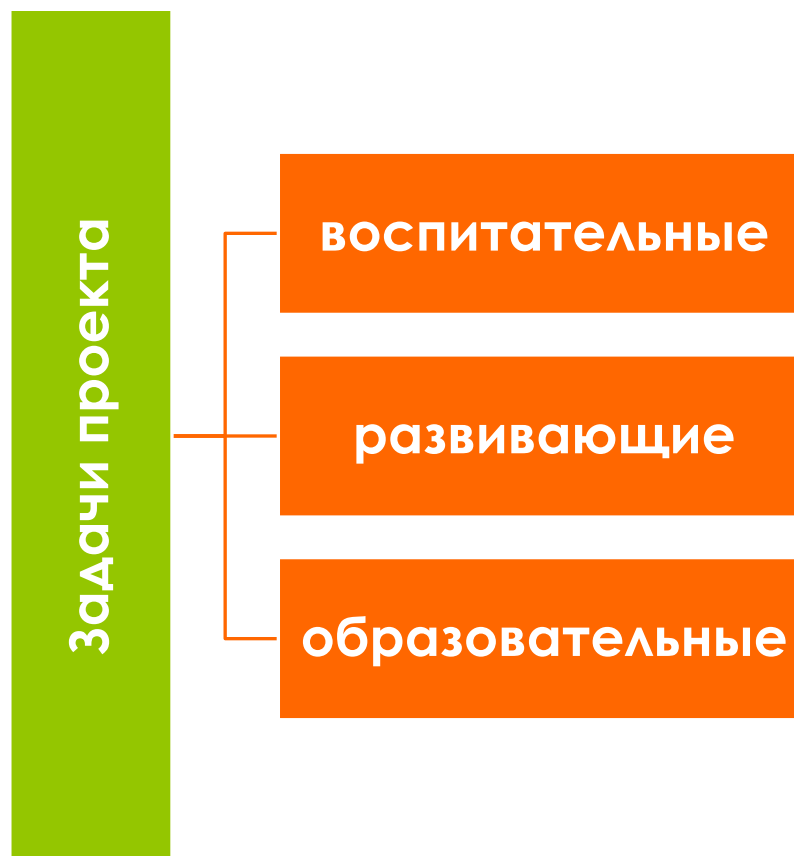 Задачи проекта
воспитательные
развивающие
образовательные